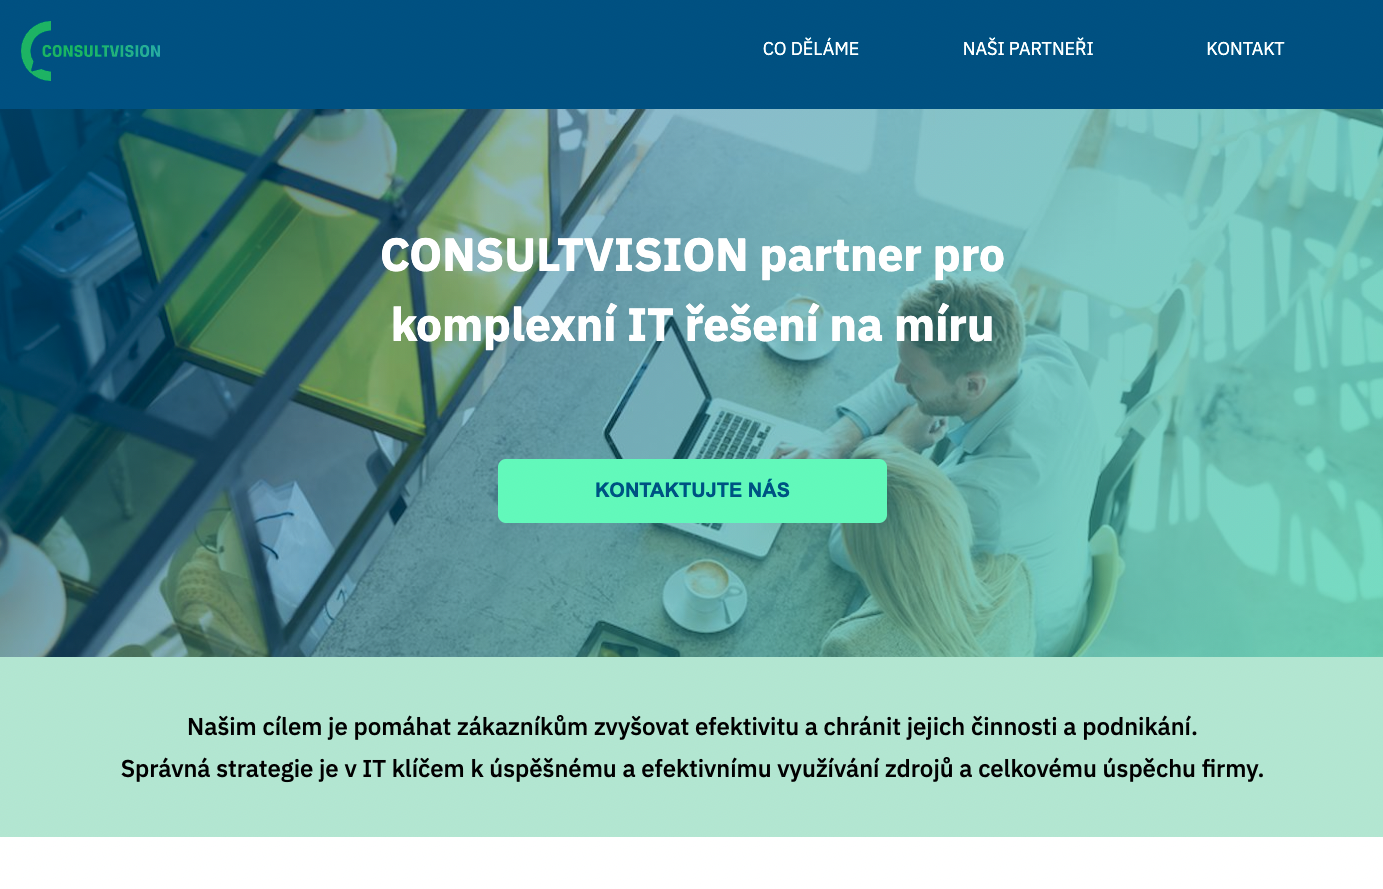 CONSULTVISION
CO DĚLÁME
NAŠI PARTNEŘI
KONTAKT
CONSULTVISION partner pro
komplexní IT řešení na míru
KONTAKTUJTE NÁS
Našim cílem je pomáhat zákazníkům zvyšovat efektivitu a chránit jejich činnosti a podnikání.
Správná strategie je v IT klíčem k úspěšnému a efektivnímu využívání zdrojů a celkovému úspěchu firmy.